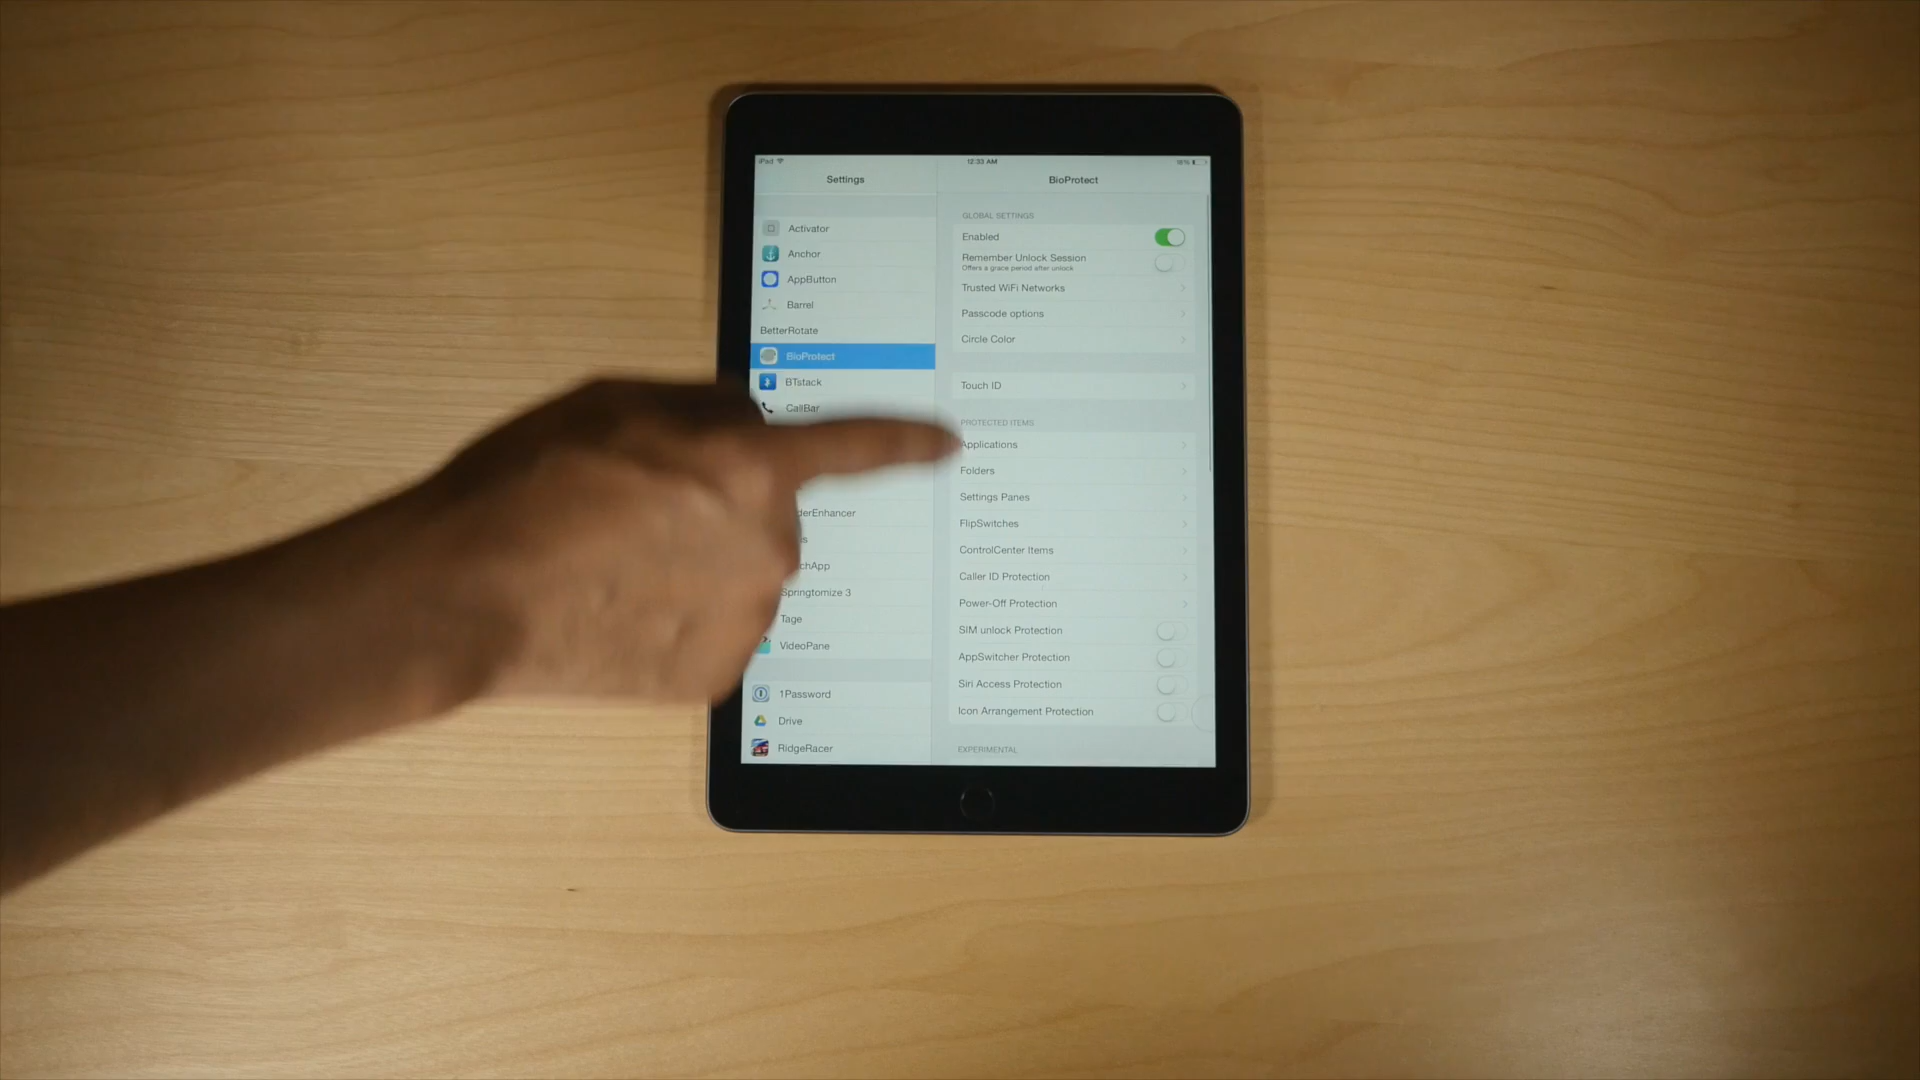 iPad
12:33 AM
Settings
BioProtect
Activator
Anchor
AppButton
Barrel
BetterRotate
BioProtect
BTstack
CallBar
derEnhancer
chApp
Springtomize 3
Tage
VideoPane
1Password
Drive
RidgeRacer
GLOBAL SETTINGS
Enabled
Remember Unlock Session
Offers a grace period after unlock
Trusted WiFi Networks
Passcode options
Circle Color
Touch ID
PROTECTED ITEMS
Applications
Folders
Settings Panes
FlipSwitches
ControlCenter Items
Caller ID Protection
Power-Off Protection
SIM unlock Protection
AppSwitcher Protection
Siri Access Protection
Icon Arrangement Protection
EXPERIMENTAL